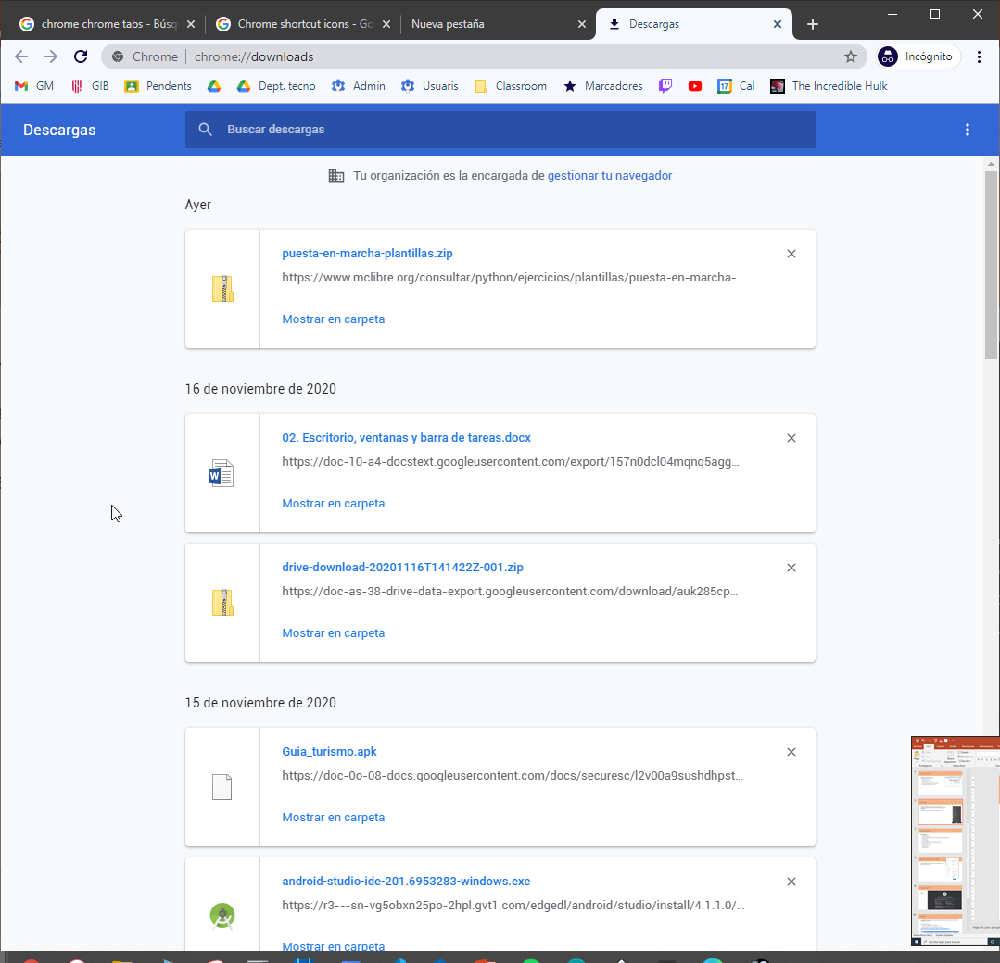 chrome chrome tabs - Búsq
Chrome shortcut icons - Go
Nueva pestaña
Descargas
Chrome
chrome://downloads
Incógnito
GM
GIB
Pendents
Dept. tecno
Admin
Usuaris
Classroom
Marcadores
17
Cal
The Incredible Hulk
Descargas
Buscar descargas
Tu organización es la encargada de gestionar tu navegador
Ayer
puesta-en-marcha-plantillas.zip
https://www.mclibre.org/consultar/python/ejercicios/plantillas/puesta-en-marcha-...
Mostrar en carpeta
16 de noviembre de 2020
02. Escritorio, ventanas y barra de tareas.docx
https://doc-10-a4-docstext.googleusercontent.com/export/157n0dcl04mqnq5agg...
W
Mostrar en carpeta
drive-download-20201116T141422Z-001.zip
https://doc-as-38-drive-data-export.googleusercontent.com/download/auk285cp...
Mostrar en carpeta
15 de noviembre de 2020
Guia_turismo.apk
https://doc-0o-08-docs.googleusercontent.com/docs/securesc/l2v00a9sushdhpst...
Mostrar en carpeta
android-studio-ide-201.6953283-windows.exe
https://r3---sn-vg5obxn25po-2hpl.gvt1.com/edgedl/android/studio/install/4.1.1.0/...
Mostrar en carpeta